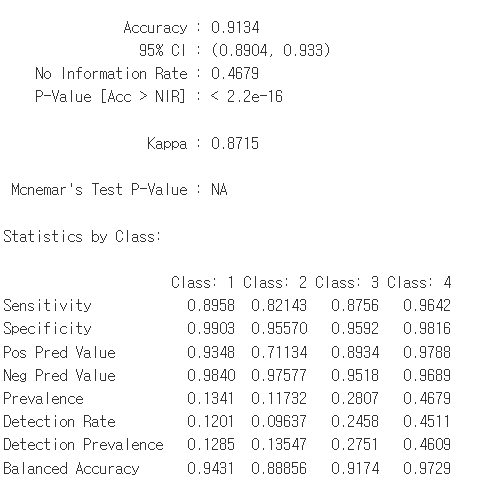 Accuracy : 0.9134
95% CI : (0.8904, 0.933)
No Information Rate : 0.4679
P-Value [Acc > NIR] : < 2.2e-16
Kappa : 0.8715
Mcnemar's Test P-Value : NA
Statistics by Class:
Class: 1 Class: 2 Class: 3 Class: 4
Sensitivity 0.8958 0.82143 0.8756 0.9642
Specificity 0.9903 0.95570 0.9592 0.9816
Pos Pred Value 0.9348 0.71134 0.8934 0.9788
Neg Pred Value 0.9840 0.97577 0.9518 0.9689
Prevalence 0.1341 0.11732 0.2807 0.4679
Detection Rate 0.1201 0.09637 0.2458 0.4511
Detection Prevalence 0.1285 0.13547 0.2751 0.4609
Balanced Accuracy 0.9431 0.88856 0.9174 0.9729